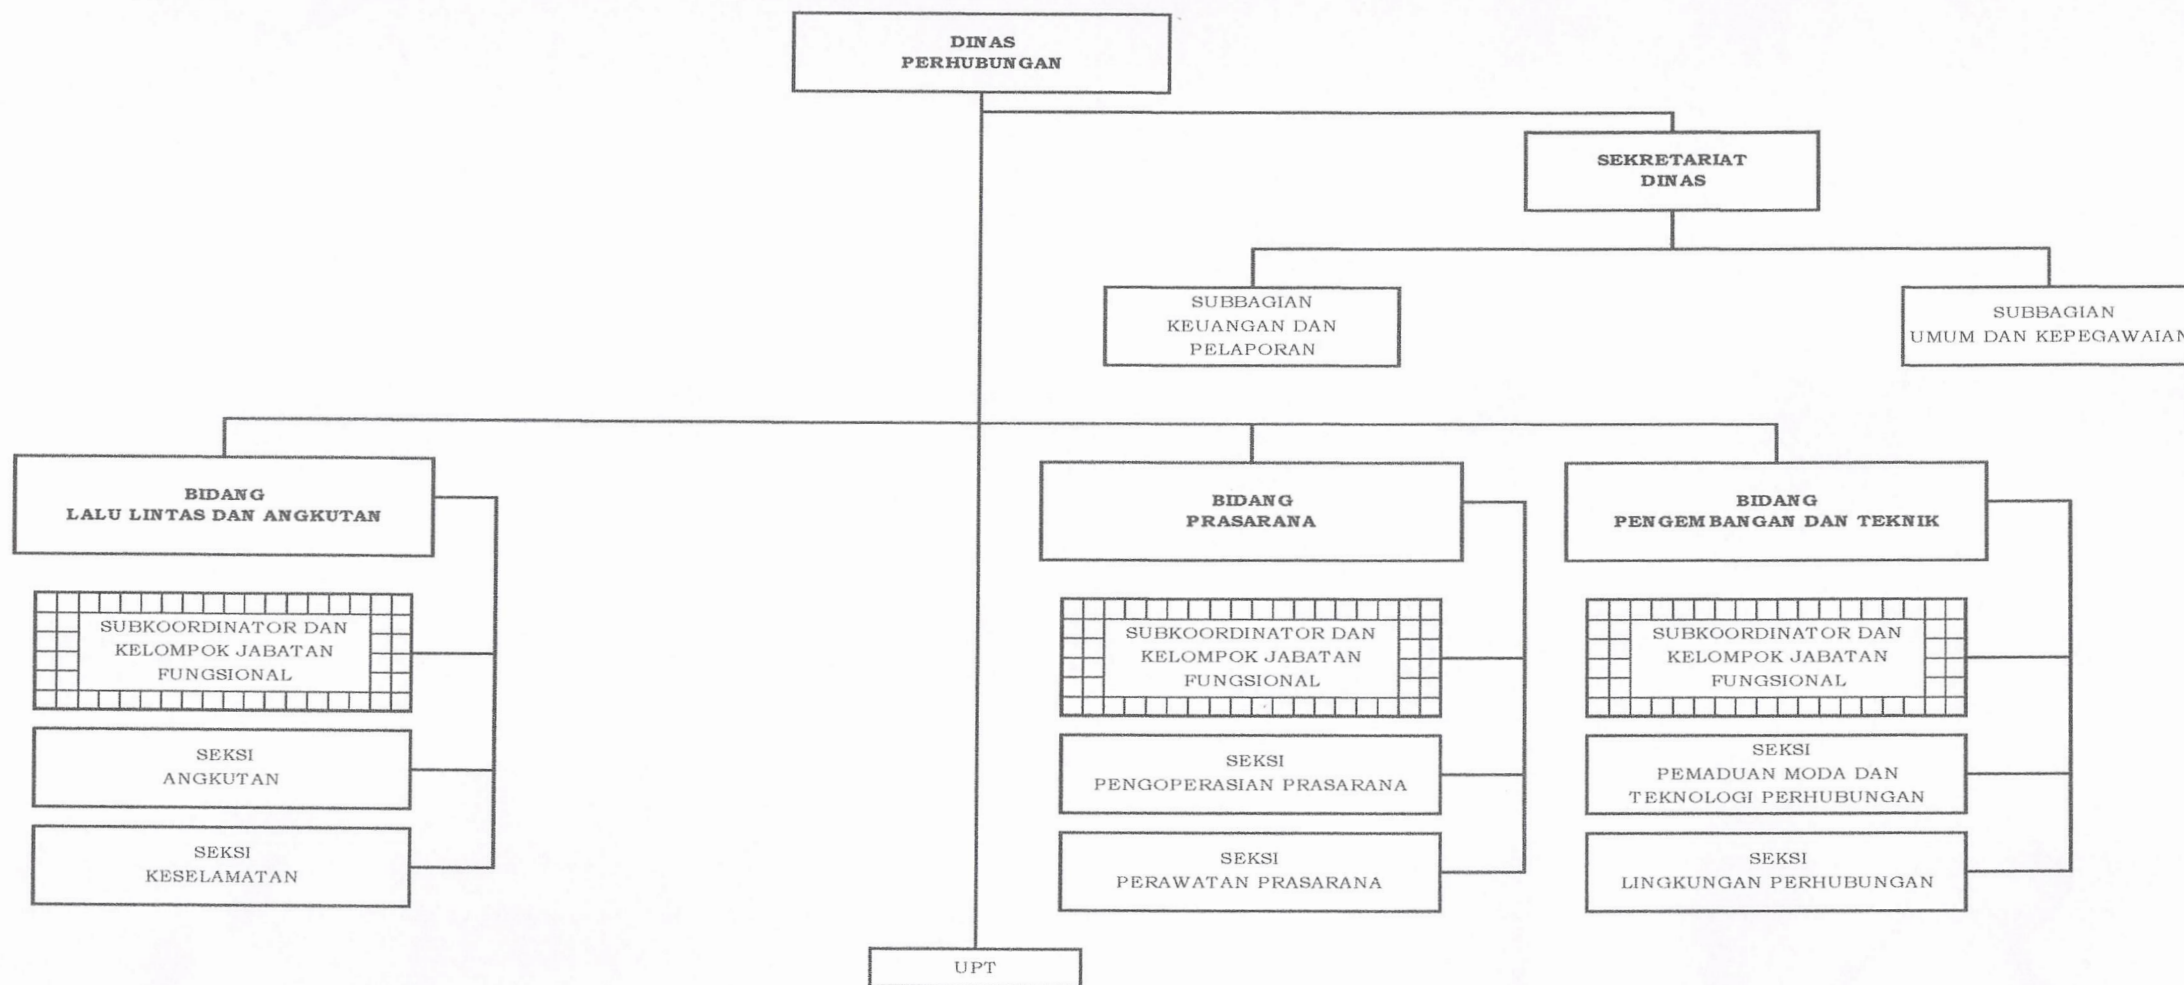 DINAS
PERHUBUNGAN
SEKRETARIAT
DINAS
SUBBAGIAN
KEUANGAN DAN
PELAPORAN
SUBBAGIAN
UMUM DAN KEPEGAWAIAN
BIDANG
LALU LINTAS DAN ANGKUTAN
SUBKOORDINATOR DAN
KELOMPOK JABATAN
FUNGSIONAL
SEKSI
ANGKUTAN
SEKSI
KESELAMATAN
BIDANG
PRASARANA
SUBKOORDINATOR DAN
KELOMPOK JABATAN
FUNGSIONAL
SEKSI
PENGOPERASIAN PRASARANA
SEKSI
PERAWATAN PRASARANA
BIDANG
PENGEMBANGAN DAN TEKNIK
SUBKOORDINATOR DAN
KELOMPOK JABATAN
FUNGSIONAL
SEKSI
PEMADUAN MODA DAN
TEKNOLOGI PERHUBUNGAN
SEKSI
LINGKUNGAN PERHUBUNGAN
UPT